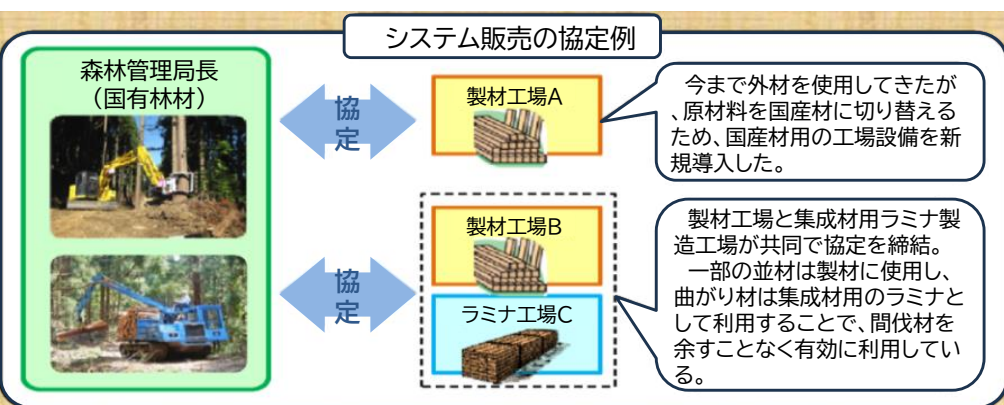 システム販売の協定例
森林管理局長
（国有林材）
協
定
製材工場A
今まで外材を使用してきたが
、原材料を国産材に切り替える
ため、国産材用の工場設備を新
規導入した。
協
定
製材工場B
ラミナ工場C
製材工場と集成材用ラミナ製
造工場が共同で協定を締結。
一部の並材は製材に使用し、
曲がり材は集成材用のラミナと
して利用することで、間伐材を
余すことなく有効に利用してい
る。